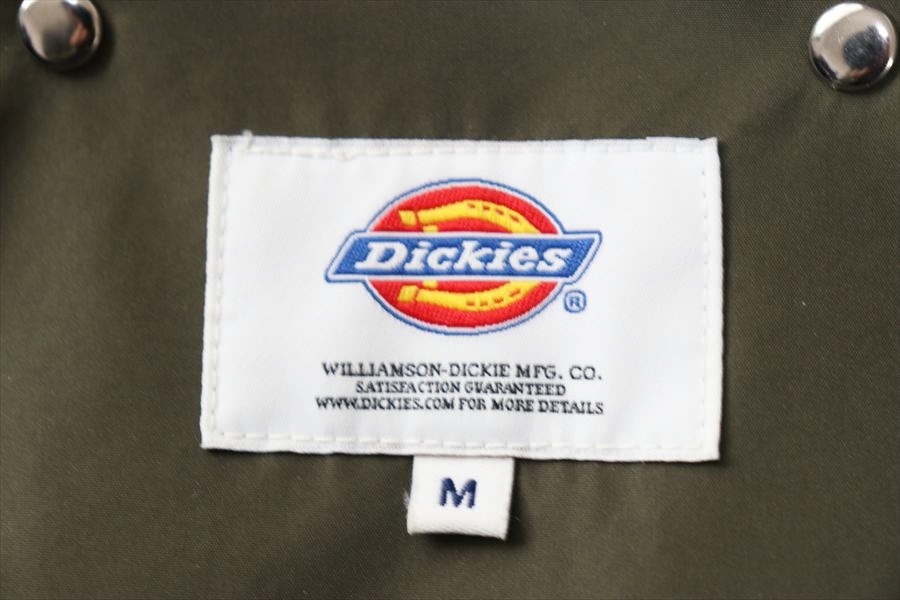 Dickies
®
WILLIAMSON-DICKIE MFG. CO.
SATISFACTION GUARANTEED
WWW.DICKIES.COM FOR MORE DETAILS
M